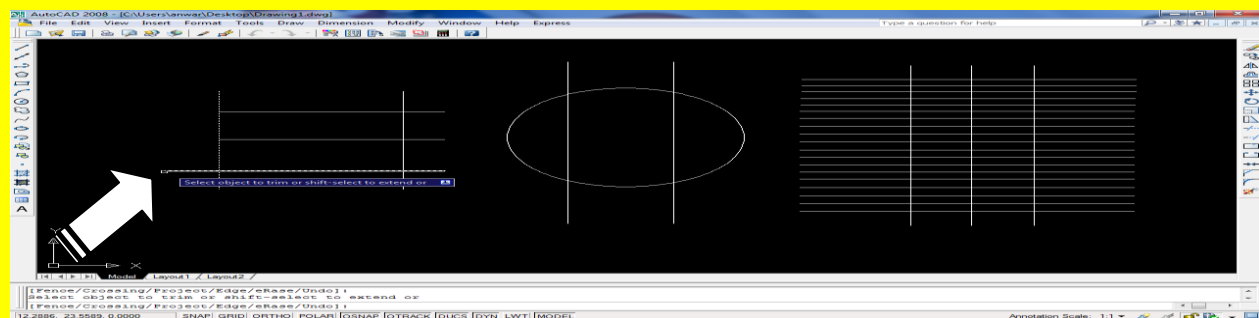 AutoCAD 2008 - [C:\Users\anwar\Desktop\Drawing1.dwg]
File Edit View Insert Format Tools Draw Dimension Modify Window Help Express
Type a question for help
Select object to trim or shift-select to extend or
Y
X
Model Layout1 Layout2
[Fence/Crossing/Project/Edge/eRase/Undo]:
Select object to trim or shift-select to extend or
[Fence/Crossing/Project/Edge/eRase/Undo]:
12.2886, 23.5589, 0.0000 SNAP GRID ORTHO POLAR OSNAP OTRACK DUCS DYN LWT MODEL Annotation Scale: 1:1